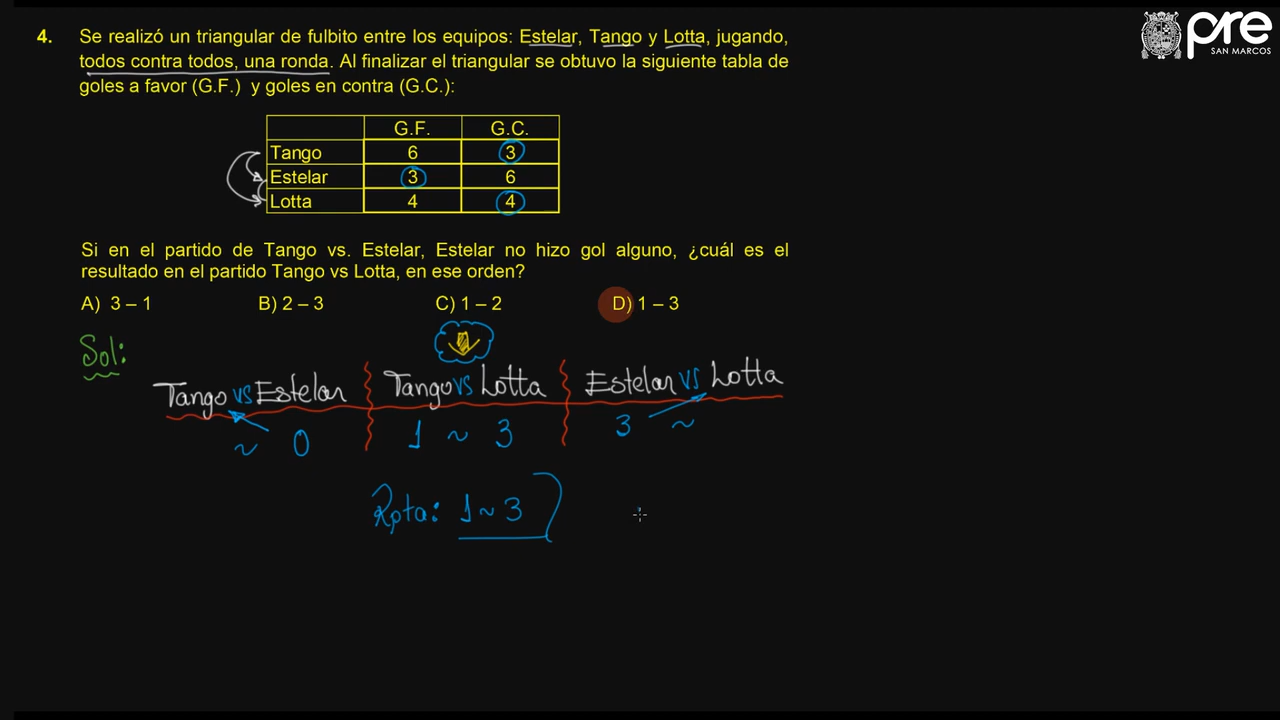 pre
SAN MARCOS
4. Se realizó un triangular de fulbito entre los equipos: Estelar, Tango y Lotta, jugando,
todos contra todos, una ronda. Al finalizar el triangular se obtuvo la siguiente tabla de
goles a favor (G.F.) y goles en contra (G.C.):
G.F. G.C.
Tango 6 3
Estelar 3 6
Lotta 4 4
Si en el partido de Tango vs. Estelar, Estelar no hizo gol alguno, ¿cuál es el
resultado en el partido Tango vs Lotta, en ese orden?
A) 3 – 1 B) 2 – 3 C) 1 – 2 D) 1 – 3
Sol:
Tango vs Estelar Tango vs Lotta Estelar vs Lotta
~ 0 1 ~ 3 3 ~
Rpta: 1 ~ 3